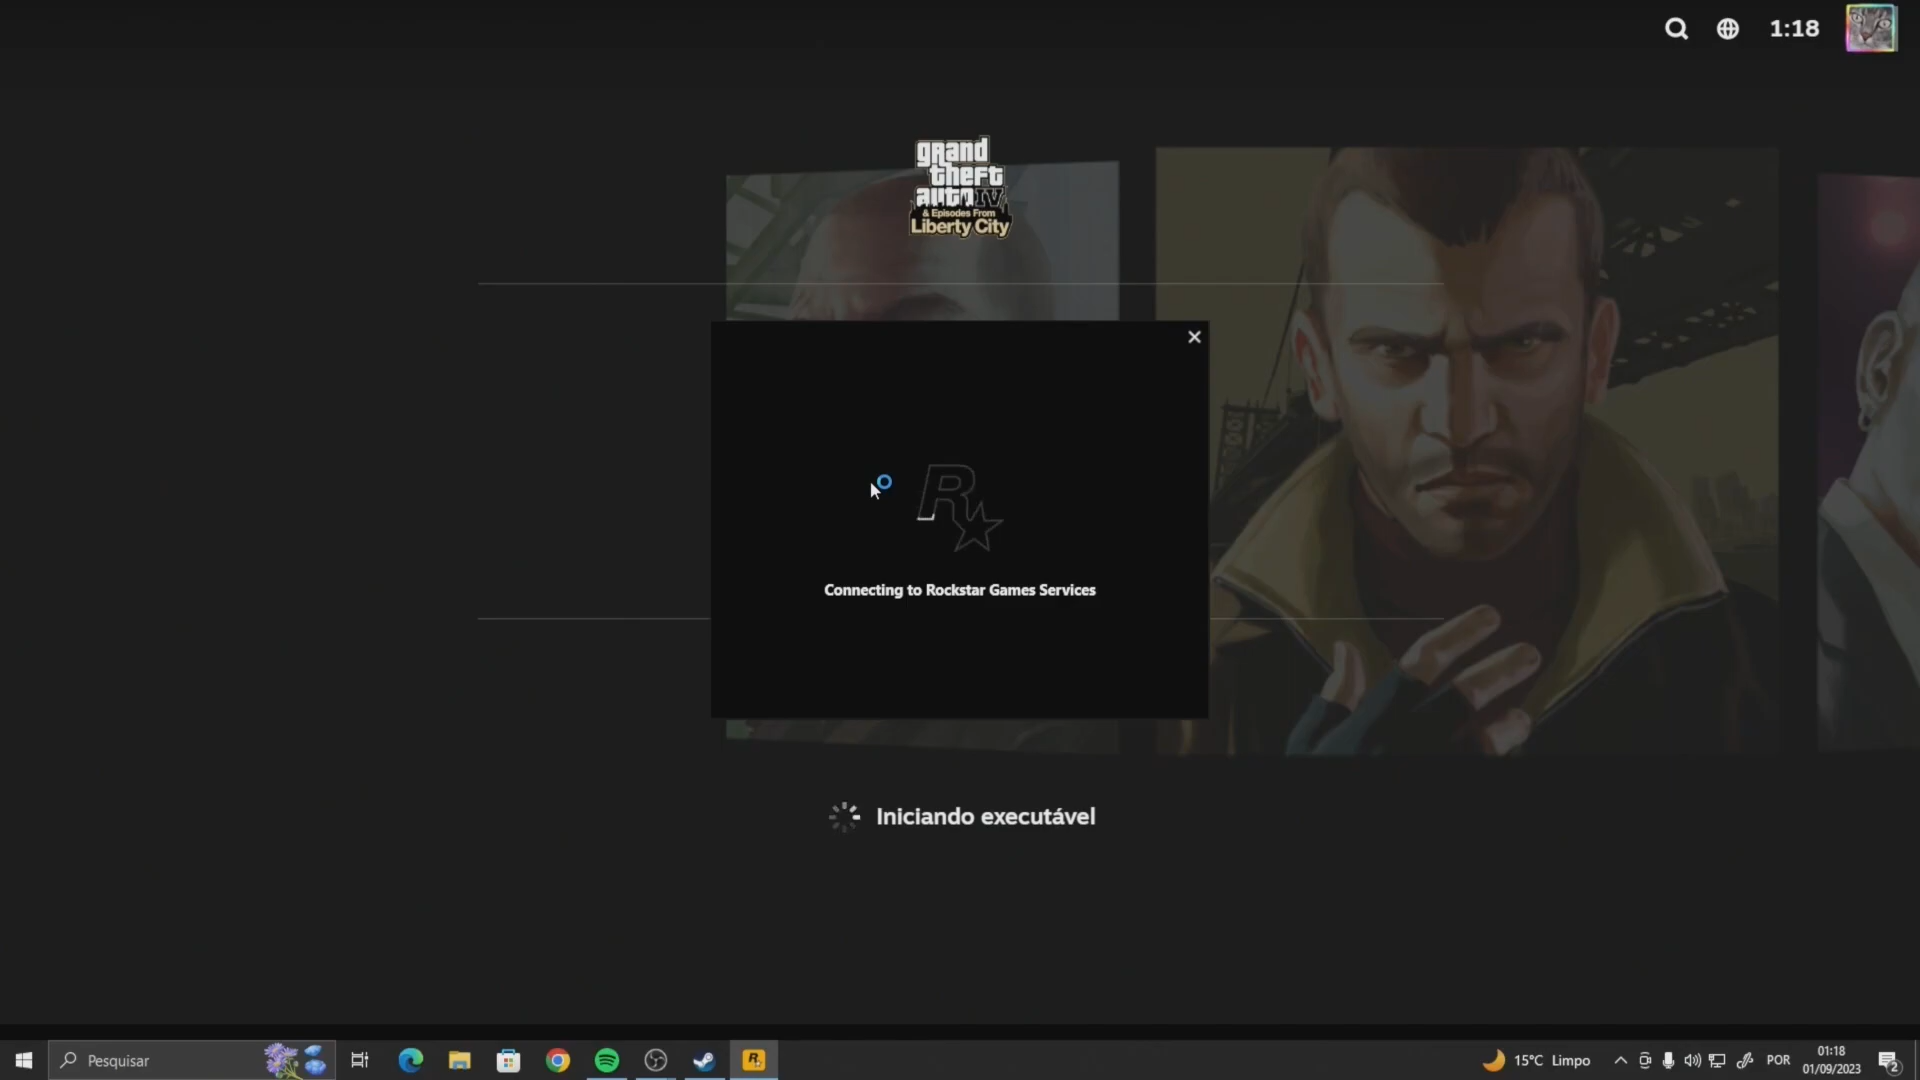 1:18
grand
theft
auto IV
& Episodes From
Liberty City
Connecting to Rockstar Games Services
Iniciando executável
Pesquisar
15°C Limpo
POR
01:18
01/09/2023
2